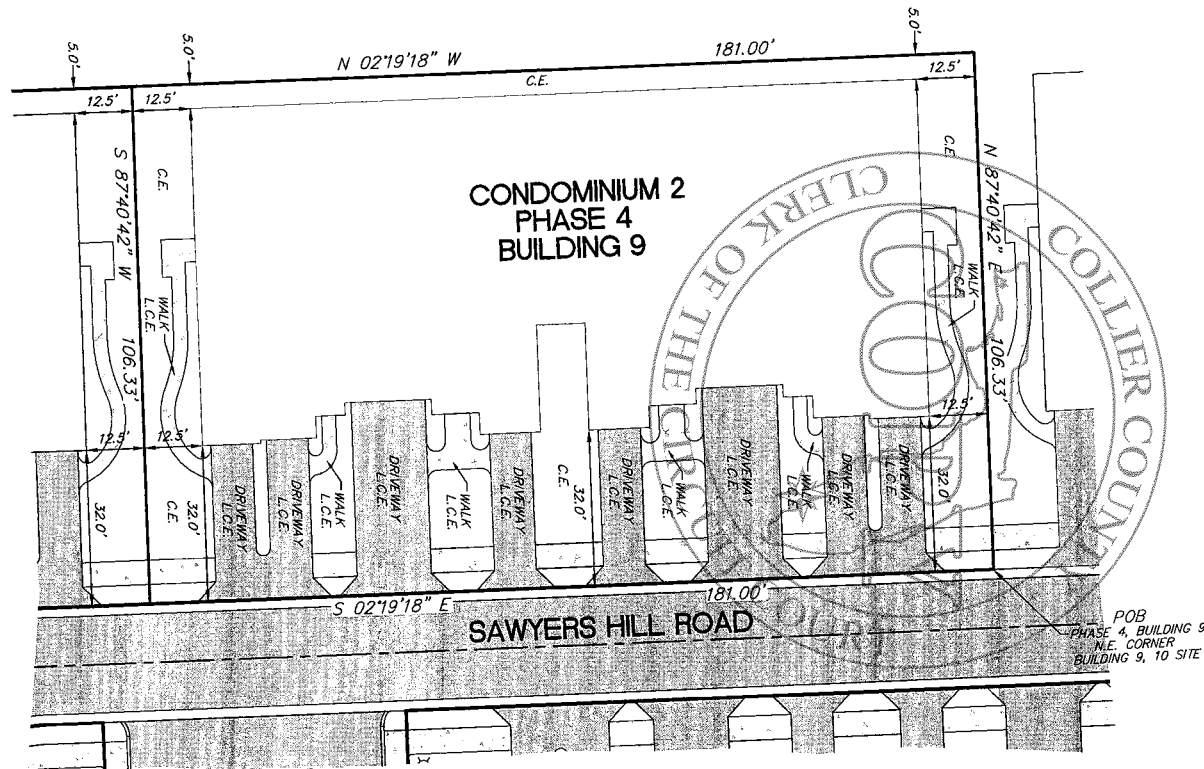 5.0'
5.0'
5.0'
N 02°19'18" W
181.00'
C.E.
12.5'
12.5'
12.5'
S 87°40'42" W
106.33'
C.E.
C.E.
N 87°40'42" E
106.33'
CONDOMINIUM 2
PHASE 4
BUILDING 9
COLLIER COUNTY
CLERK OF THE CIRCUIT COURT
WALK
L.C.E.
WALK
L.C.E.
12.5'
12.5'
12.5'
32.0'
C.E.
32.0'
DRIVEWAY
L.C.E.
DRIVEWAY
L.C.E.
WALK
L.C.E.
DRIVEWAY
L.C.E.
WALK
L.C.E.
DRIVEWAY
L.C.E.
C.E.
32.0'
DRIVEWAY
L.C.E.
WALK
L.C.E.
DRIVEWAY
L.C.E.
WALK
L.C.E.
DRIVEWAY
L.C.E.
DRIVEWAY
L.C.E.
32.0'
S 02°19'18" E
181.00'
SAWYERS HILL ROAD
POB
PHASE 4, BUILDING 9
N.E. CORNER
BUILDING 9, 10 SITE